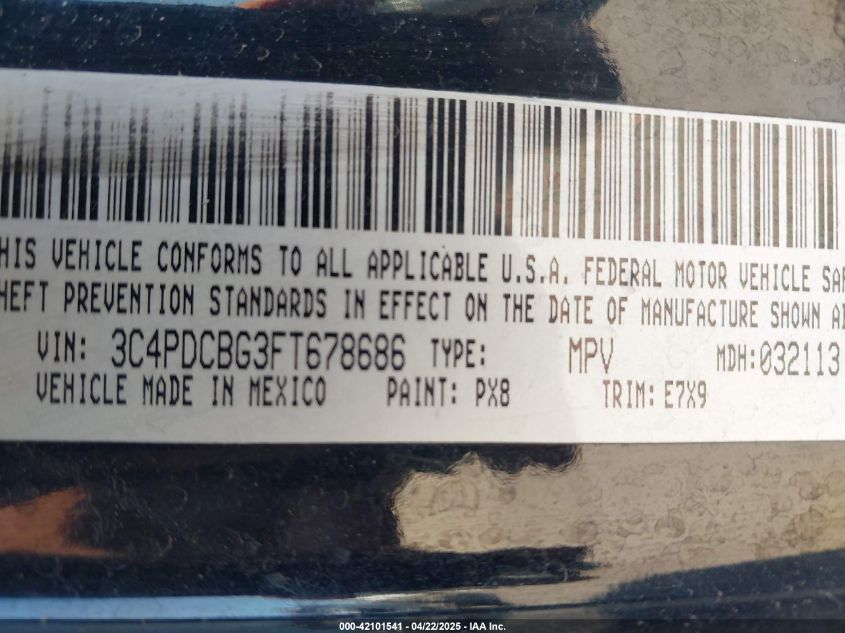 HIS VEHICLE CONFORMS TO ALL APPLICABLE U.S.A. FEDERAL MOTOR VEHICLE SAF
HEFT PREVENTION STANDARDS IN EFFECT ON THE DATE OF MANUFACTURE SHOWN A
VIN: 3C4PDCBG3FT678686 TYPE: MPV MDH:032113
VEHICLE MADE IN MEXICO PAINT: PX8 TRIM: E7X9
000-42101541 - 04/22/2025 - IAA Inc.